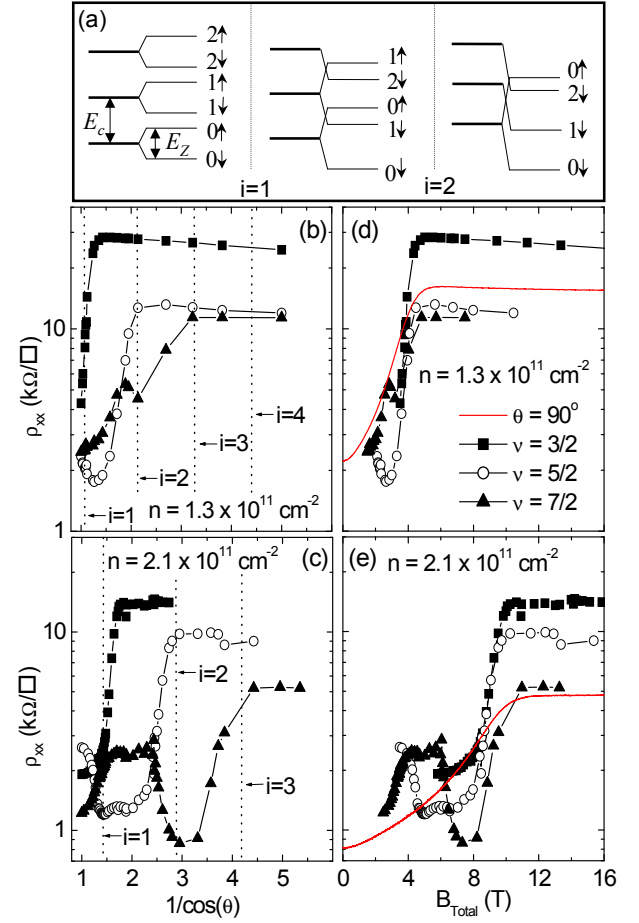 (a)
2↑
2↓
1↑
1↓
0↑
0↓
E_c
E_Z
1↑
2↓
0↑
1↓
0↓
0↑
2↓
1↓
0↓
i=1
i=2
(b)
10
1
ρ_xx (kΩ/□)
i=4
i=3
i=2
i=1
n = 1.3 x 10^11 cm^-2
(d)
n = 1.3 x 10^11 cm^-2
θ = 90°
ν = 3/2
ν = 5/2
ν = 7/2
n = 2.1 x 10^11 cm^-2
(c)
10
1
ρ_xx (kΩ/□)
i=2
i=3
i=1
0 1 2 3 4 5
1/cos(θ)
(e)
n = 2.1 x 10^11 cm^-2
0 4 8 12 16
B_Total (T)